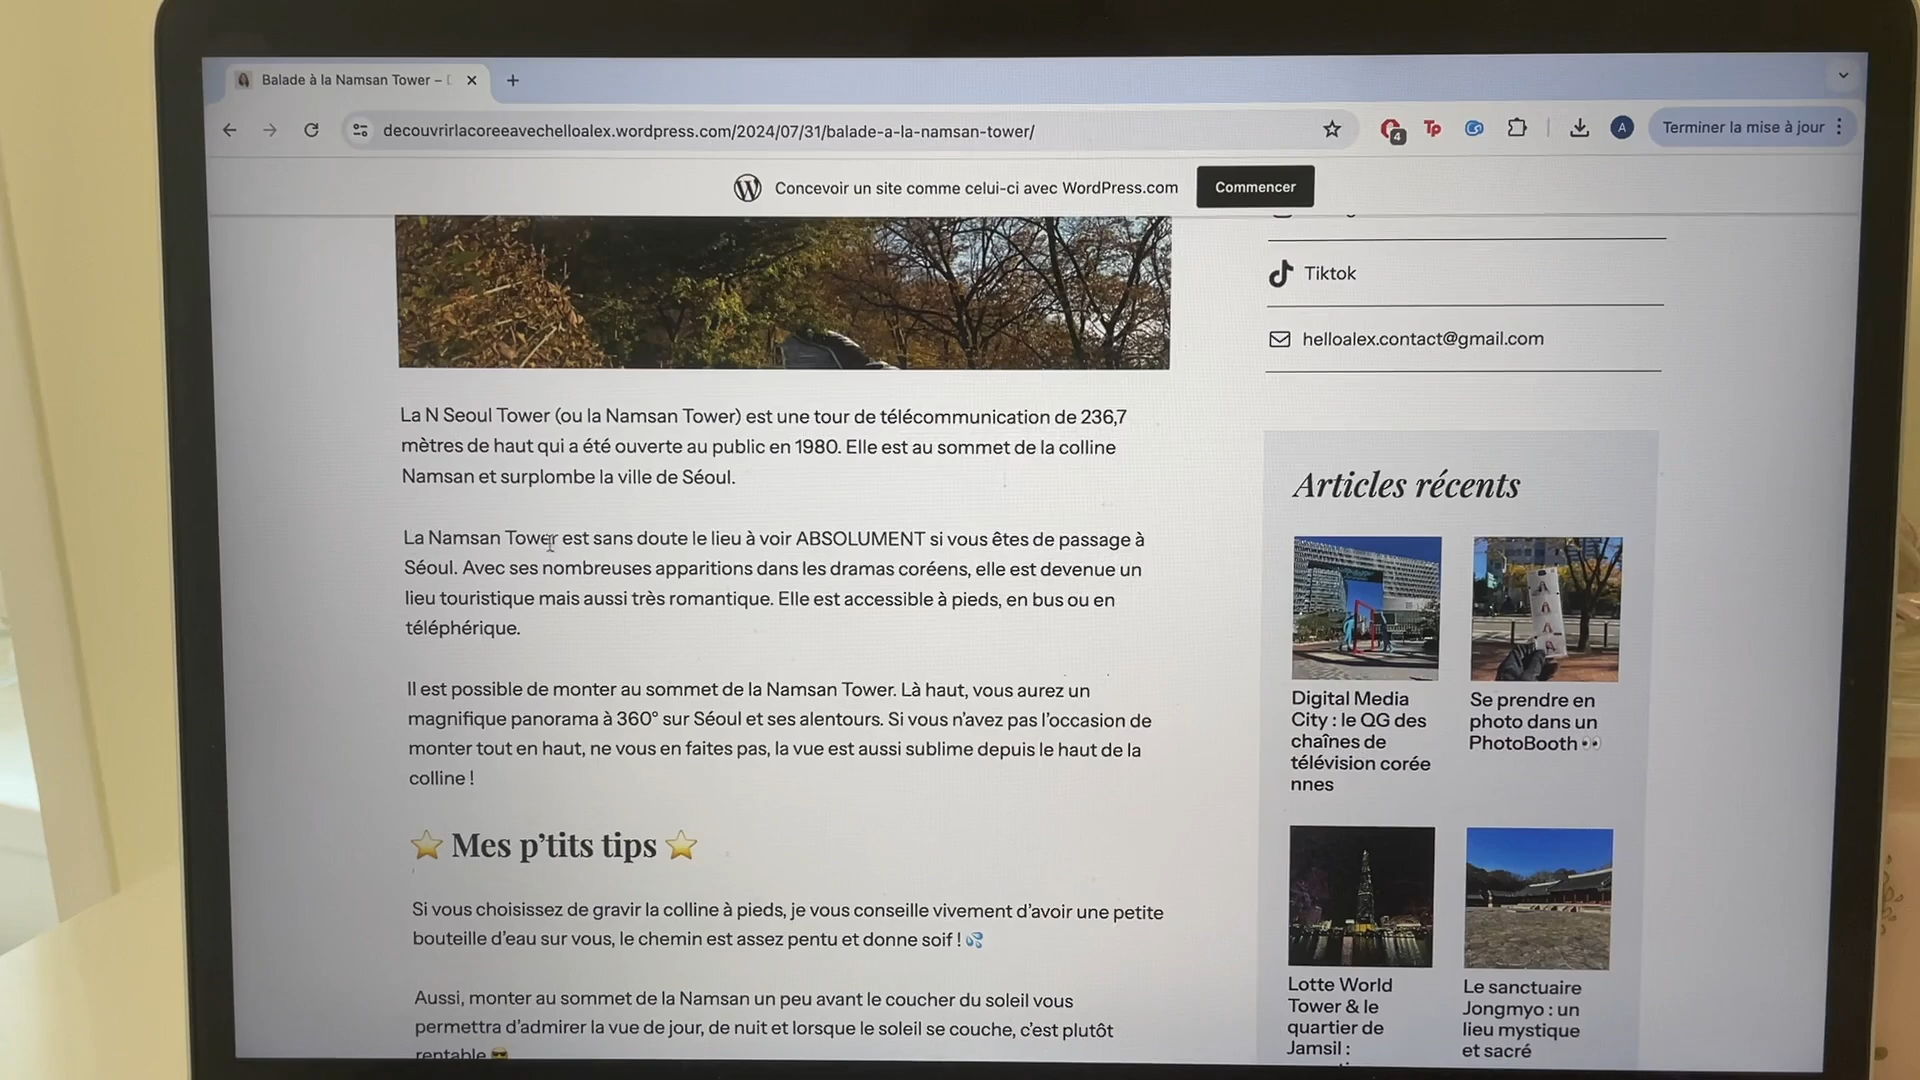 Balade à la Namsan Tower –
decouvrirlacoreeavechelloalex.wordpress.com/2024/07/31/balade-a-la-namsan-tower/
4
Tp
A
Terminer la mise à jour
Concevoir un site comme celui-ci avec WordPress.com
Commencer
Tiktok
helloalex.contact@gmail.com
La N Seoul Tower (ou la Namsan Tower) est une tour de télécommunication de 236,7
mètres de haut qui a été ouverte au public en 1980. Elle est au sommet de la colline
Namsan et surplombe la ville de Séoul.
La Namsan Tower est sans doute le lieu à voir ABSOLUMENT si vous êtes de passage à
Séoul. Avec ses nombreuses apparitions dans les dramas coréens, elle est devenue un
lieu touristique mais aussi très romantique. Elle est accessible à pieds, en bus ou en
téléphérique.
Il est possible de monter au sommet de la Namsan Tower. Là haut, vous aurez un
magnifique panorama à 360° sur Séoul et ses alentours. Si vous n’avez pas l’occasion de
monter tout en haut, ne vous en faites pas, la vue est aussi sublime depuis le haut de la
colline !
⭐ Mes p’tits tips ⭐
Si vous choisissez de gravir la colline à pieds, je vous conseille vivement d’avoir une petite
bouteille d’eau sur vous, le chemin est assez pentu et donne soif ! 💦
Aussi, monter au sommet de la Namsan un peu avant le coucher du soleil vous
permettra d’admirer la vue de jour, de nuit et lorsque le soleil se couche, c’est plutôt
rentable 😎
Articles récents
Digital Media
City : le QG des
chaînes de
télévision corée
nnes
Se prendre en
photo dans un
PhotoBooth 👀
Lotte World
Tower & le
quartier de
Jamsil :
Le sanctuaire
Jongmyo : un
lieu mystique
et sacré